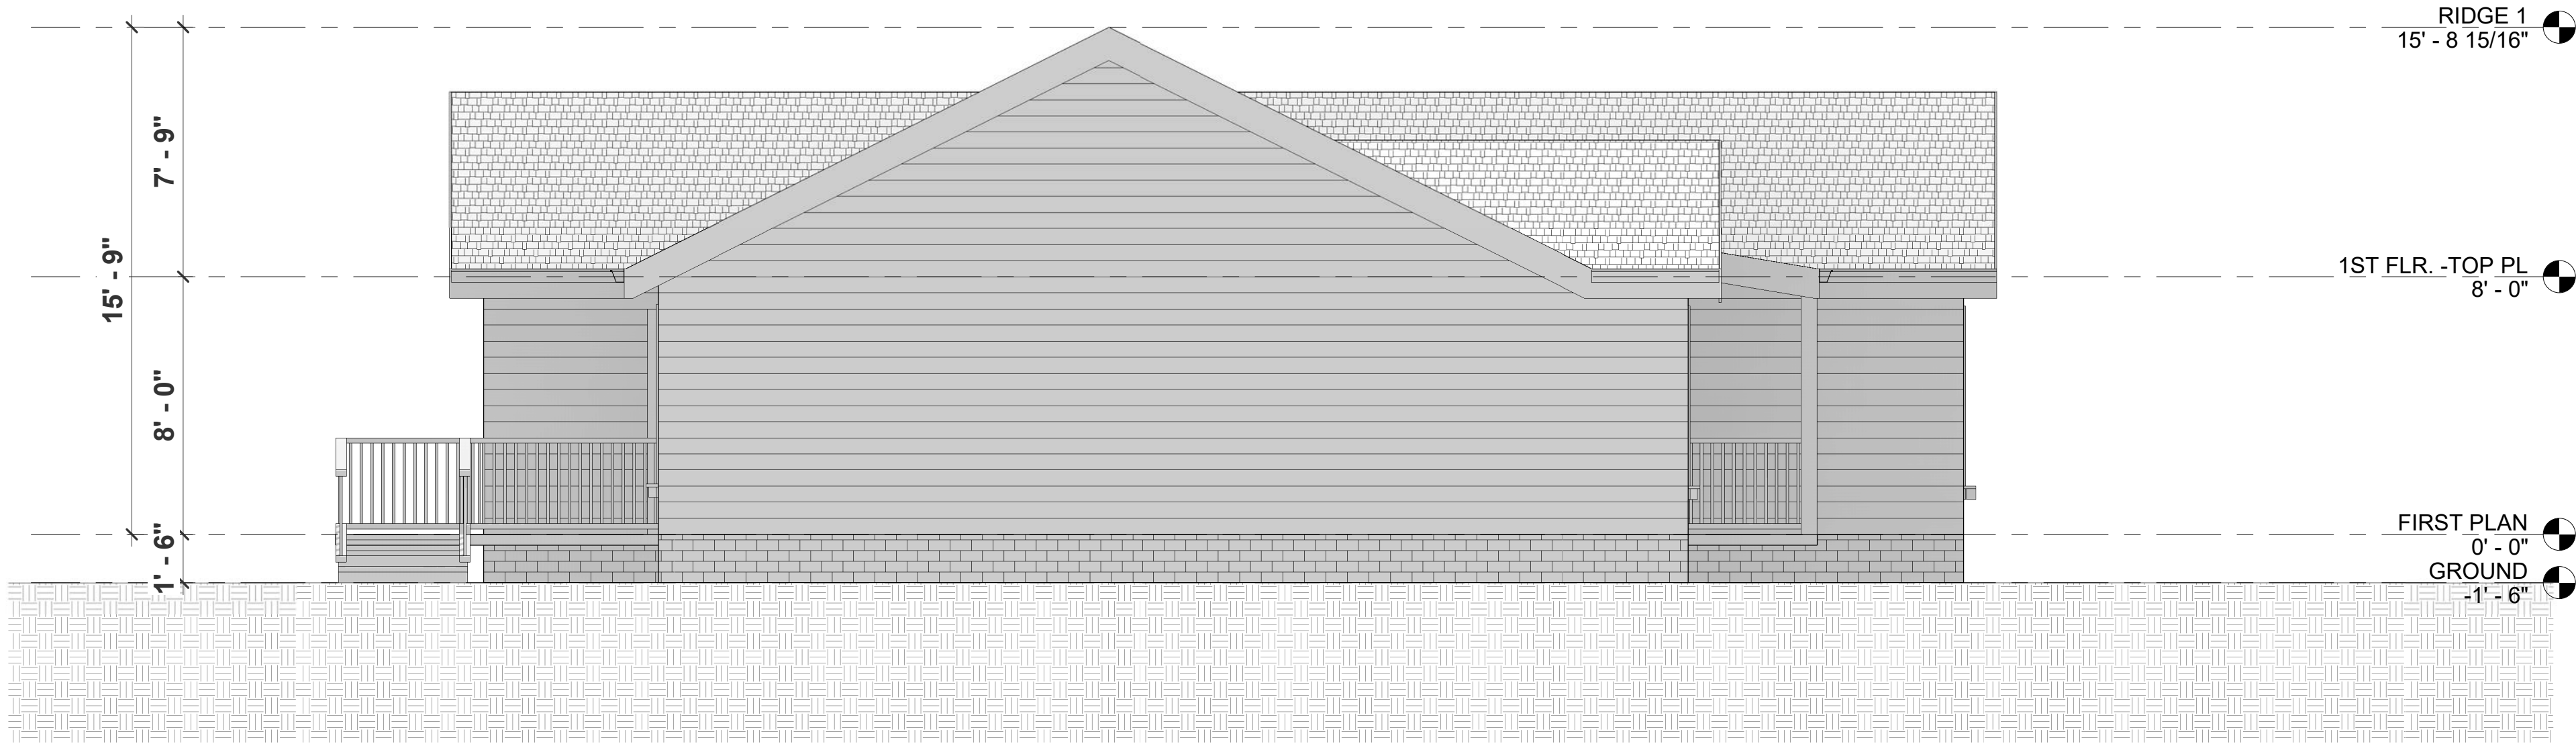 RIDGE 1
15' - 8 15/16"
7' - 9"
15' - 9"
1ST FLR. -TOP PL
8' - 0"
8' - 0"
FIRST PLAN
0' - 0"
1' - 6"
GROUND
-1' - 6"